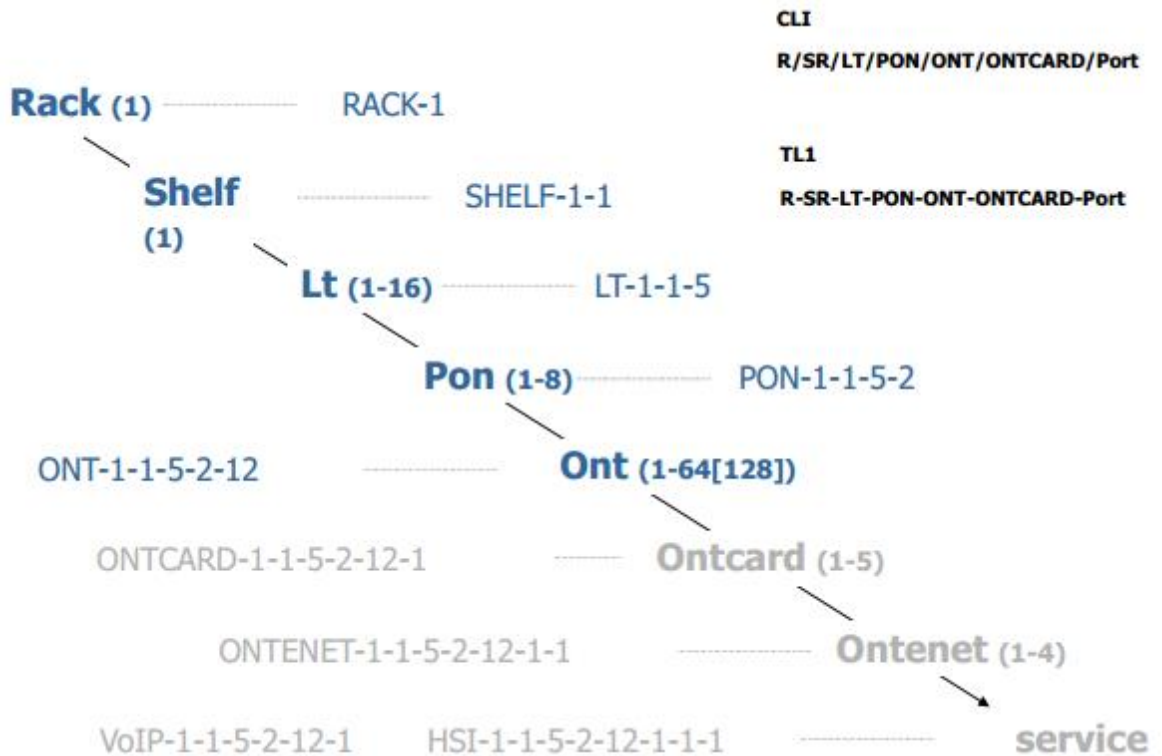 CLI
R/SR/LT/PON/ONT/ONTCARD/Port
Rack (1) RACK-1
TL1
Shelf SHELF-1-1 R-SR-LT-PON-ONT-ONTCARD-Port
(1)
Lt (1-16) LT-1-1-5
Pon (1-8) PON-1-1-5-2
ONT-1-1-5-2-12 Ont (1-64[128])
ONTCARD-1-1-5-2-12-1 Ontcard (1-5)
ONTENET-1-1-5-2-12-1-1 Ontenet (1-4)
VoIP-1-1-5-2-12-1 HSI-1-1-5-2-12-1-1-1 service